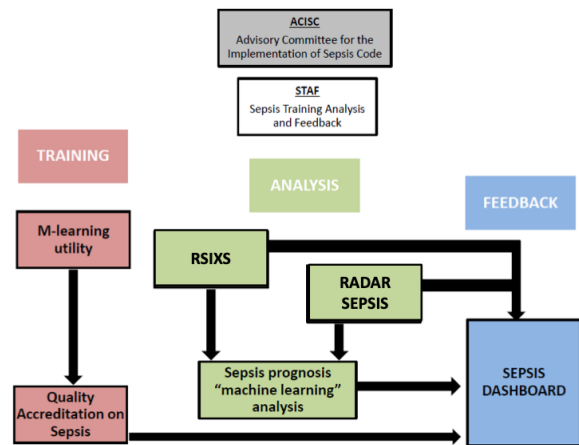 ACISC
Advisory Committee for the
Implementation of Sepsis Code
STAF
Sepsis Training Analysis
and Feedback
TRAINING
ANALYSIS
FEEDBACK
M-learning
utility
RSIXS
RADAR
SEPSIS
Sepsis prognosis
“machine learning”
analysis
SEPSIS
DASHBOARD
Quality
Accreditation on
Sepsis